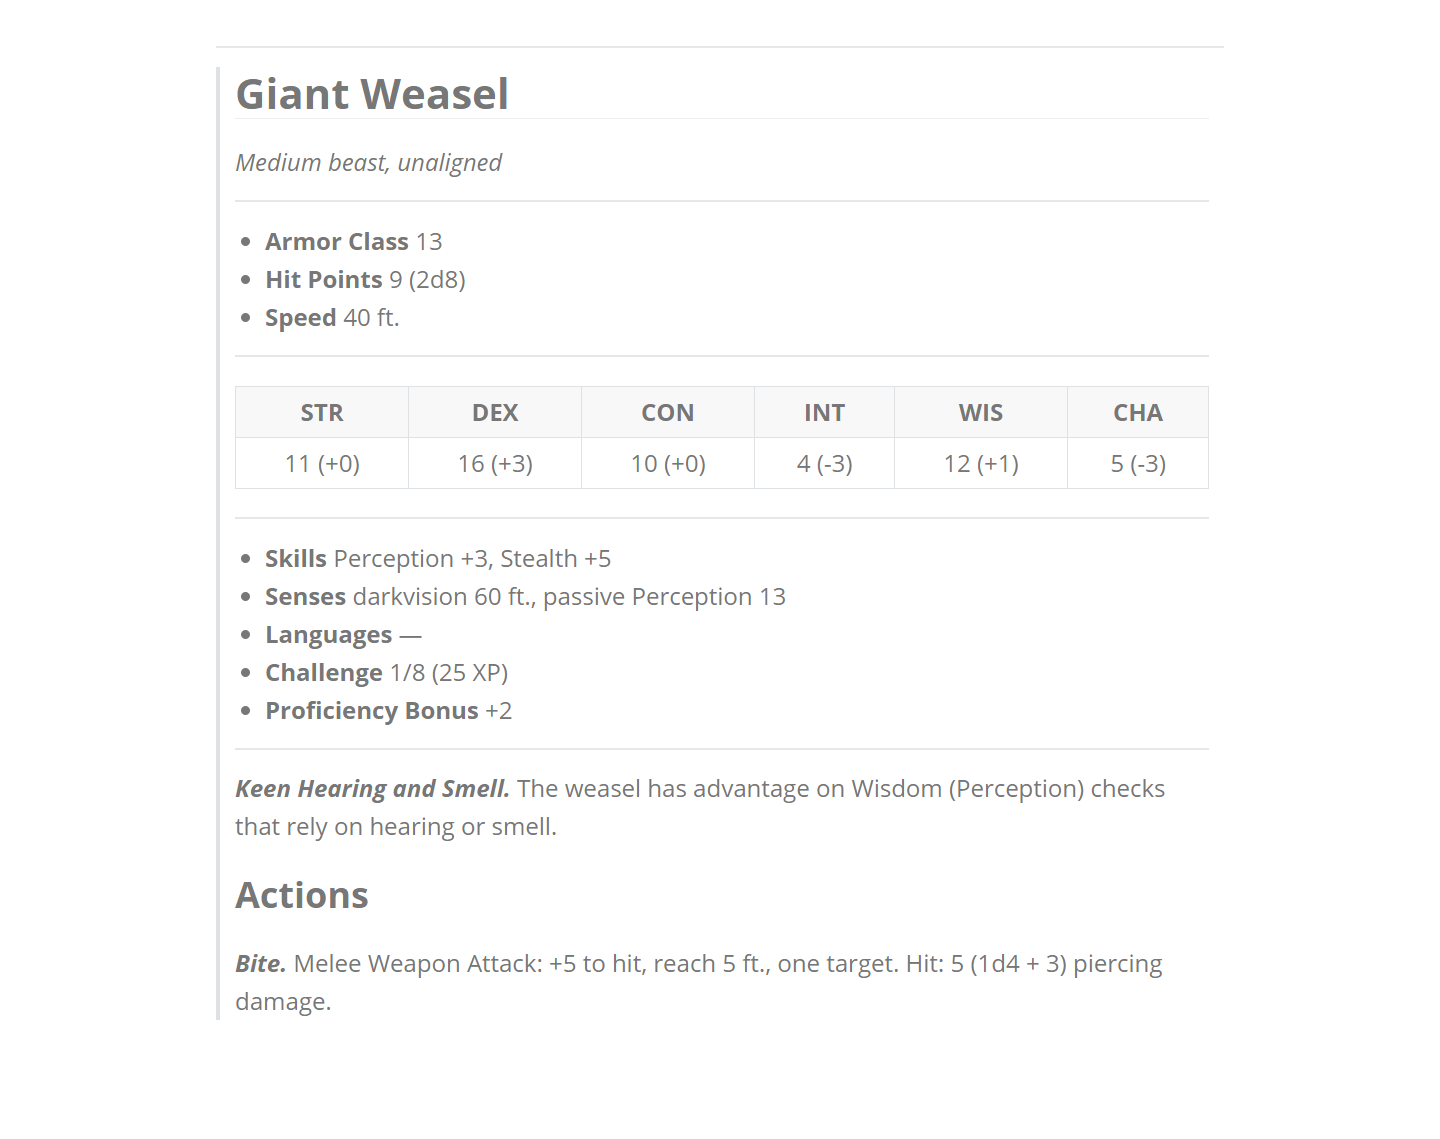 Giant Weasel
Medium beast, unaligned
Armor Class 13
Hit Points 9 (2d8)
Speed 40 ft.
STR DEX CON INT WIS CHA
11 (+0) 16 (+3) 10 (+0) 4 (-3) 12 (+1) 5 (-3)
Skills Perception +3, Stealth +5
Senses darkvision 60 ft., passive Perception 13
Languages —
Challenge 1/8 (25 XP)
Proficiency Bonus +2
Keen Hearing and Smell. The weasel has advantage on Wisdom (Perception) checks
that rely on hearing or smell.
Actions
Bite. Melee Weapon Attack: +5 to hit, reach 5 ft., one target. Hit: 5 (1d4 + 3) piercing
damage.